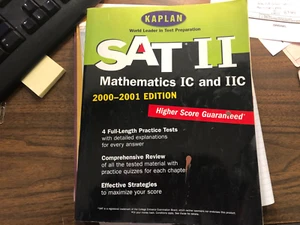 KAPLAN
World Leader in Test Preparation
SAT II
Mathematics IC and IIC
2000-2001 EDITION
Higher Score Guaranteed*
4 Full-Length Practice Tests
with detailed explanations
for every answer
Comprehensive Review
of all the tested material with
practice quizzes for each chapter
Effective Strategies
to maximize your score